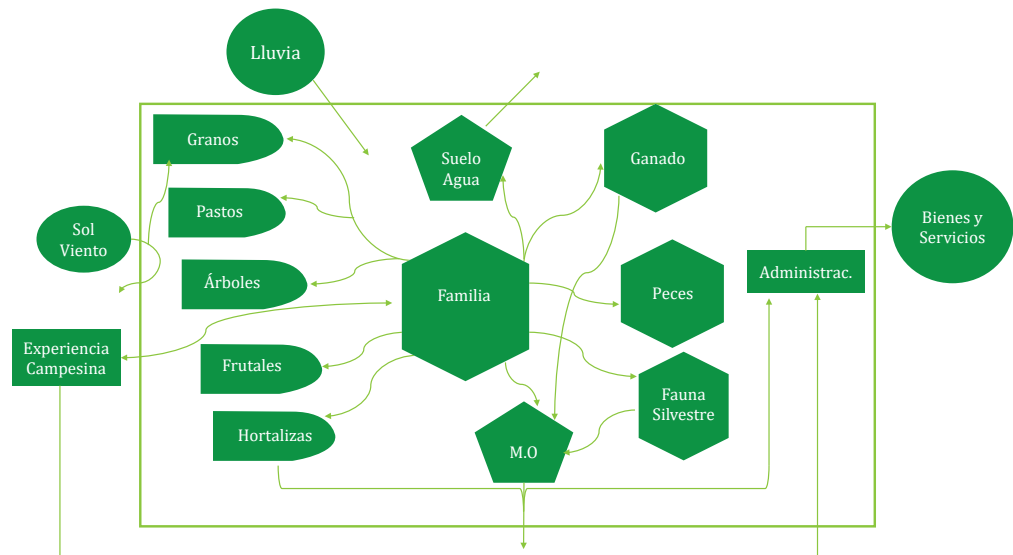 Lluvia
Granos
Suelo
Agua
Ganado
Pastos
Sol
Viento
Bienes y
Servicios
Árboles
Familia
Peces
Administrac.
Experiencia
Campesina
Frutales
Fauna
Silvestre
Hortalizas
M.O